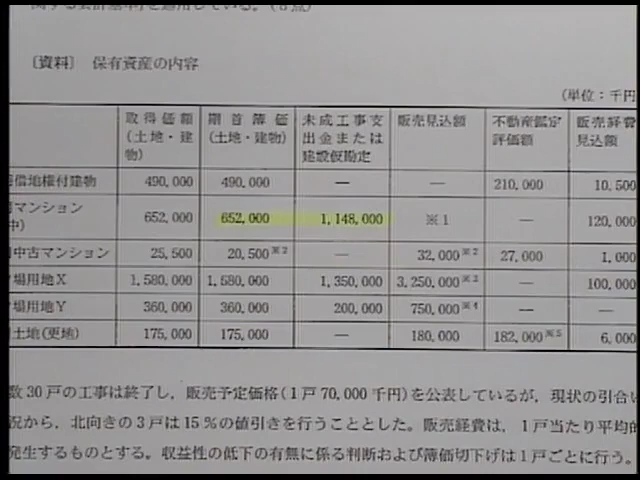 関する会計基準」を適用している。(8点)
〔資料〕 保有資産の内容
(単位:千円
取得価額(土地・建物) 期首簿価(土地・建物) 未成工事支出金または建設仮勘定 販売見込額 不動産鑑定評価額 販売経費見込額
借地権付建物 490,000 490,000 — — 210,000 10,500
マンション 中) 652,000 652,000 1,148,000 ※1 — 120,000
中古マンション 25,500 20,500※2 — 32,000※2 27,000 1,000
場用地X 1,580,000 1,580,000 1,350,000 3,250,000※3 — 100,000
場用地Y 360,000 360,000 200,000 750,000※4 — —
土地(更地) 175,000 175,000 — 180,000 182,000※5 6,000
数30戸の工事は終了し,販売予定価格(1戸70,000千円)を公表しているが,現状の引合い
況から,北向きの3戸は15%の値引きを行うこととした。販売経費は,1戸当たり平均的
発生するものとする。収益性の低下の有無に係る判断および簿価切下げは1戸ごとに行う。